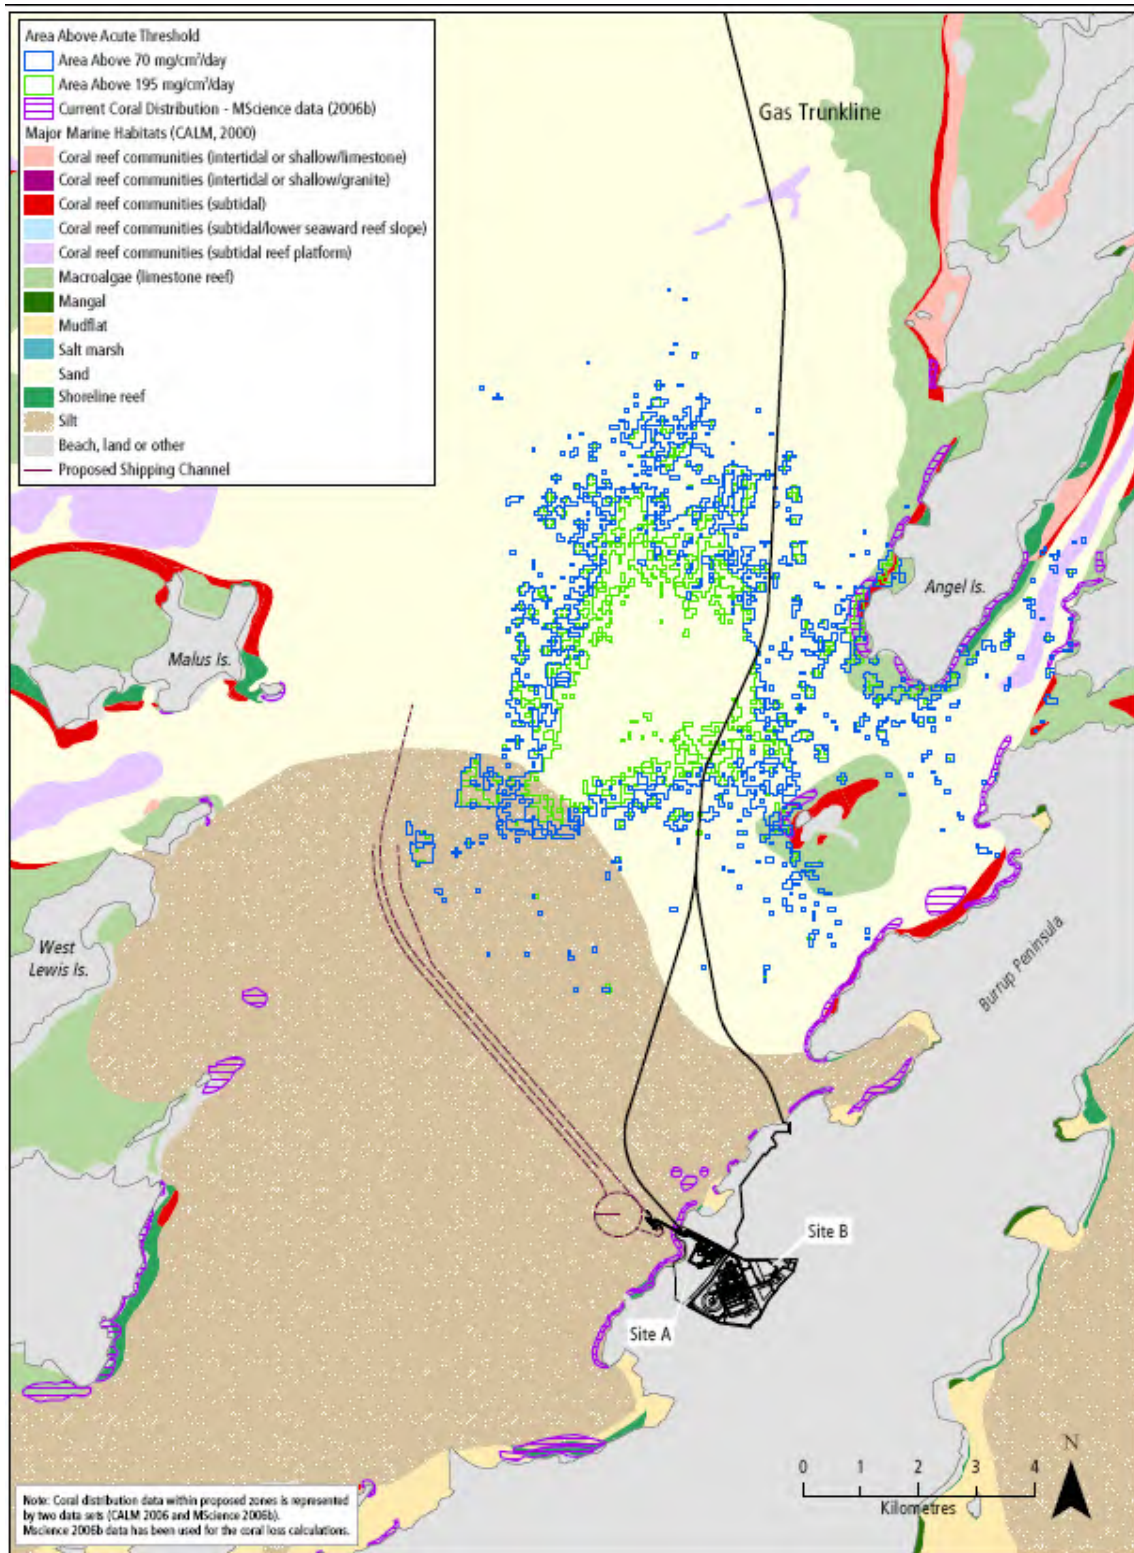 Area Above Acute Threshold
Area Above 70 mg/cm²/day
Area Above 195 mg/cm²/day
Current Coral Distribution - MScience data (2006b)
Major Marine Habitats (CALM, 2000)
Coral reef communities (intertidal or shallow/limestone)
Coral reef communities (intertidal or shallow/granite)
Coral reef communities (subtidal)
Coral reef communities (subtidal/lower seaward reef slope)
Coral reef communities (subtidal reef platform)
Macroalgae (limestone reef)
Mangal
Mudflat
Salt marsh
Sand
Shoreline reef
Silt
Beach, land or other
Proposed Shipping Channel
Gas Trunkline
Angel Is.
Malus Is.
West
Lewis Is.
Burrup Peninsula
Site B
Site A
N
0 1 2 3 4
Kilometres
Note: Coral distribution data within proposed zones is represented
by two data sets (CALM 2006 and MScience 2006b).
Mscience 2006b data has been used for the coral loss calculations.